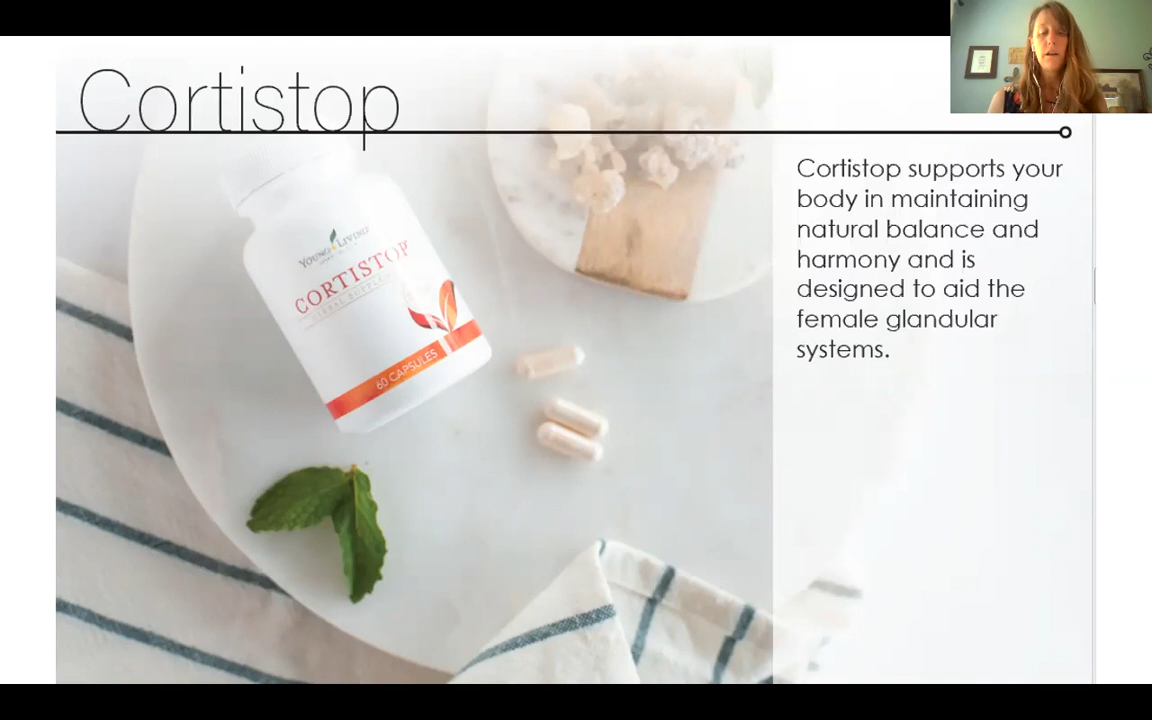 Cortistop
Cortistop supports your
body in maintaining
natural balance and
harmony and is
designed to aid the
female glandular
systems.
YOUNG LIVING
CORTISTOP
60 CAPSULES